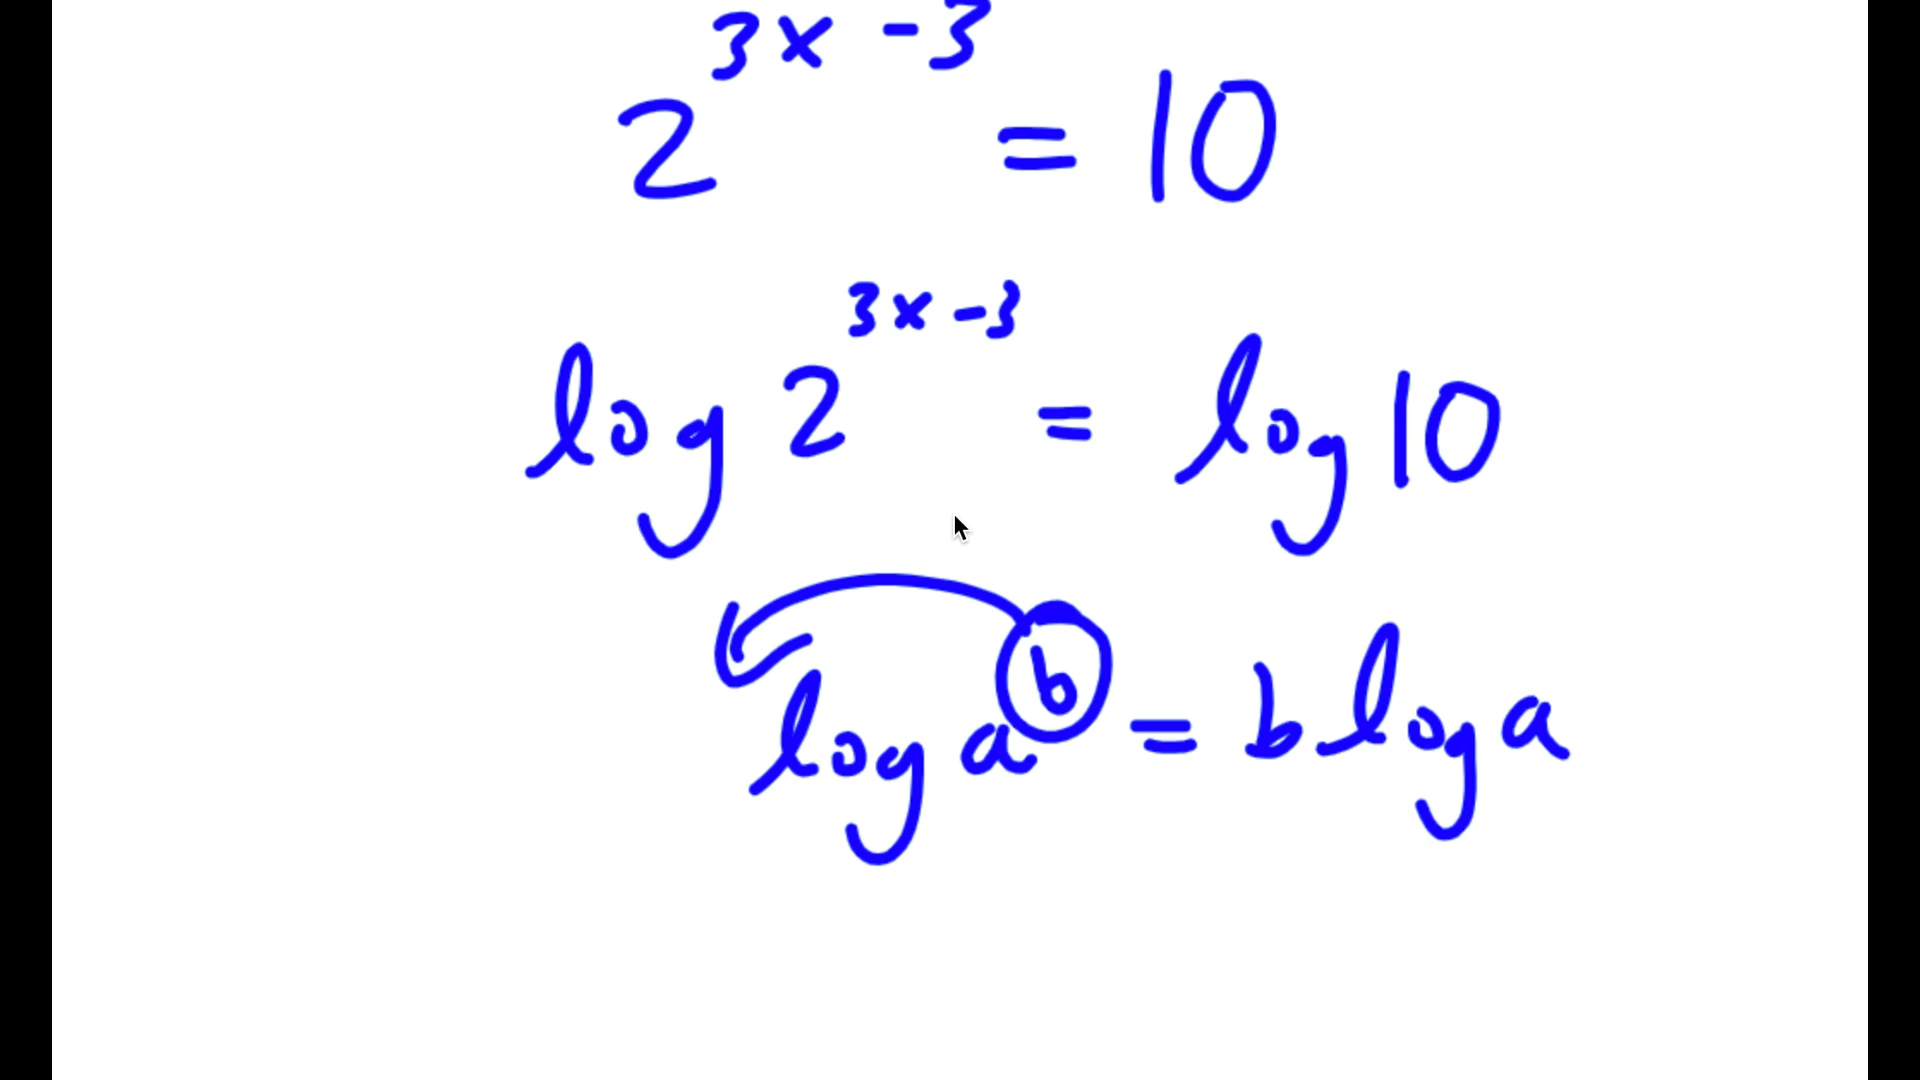 2^{3x-3} = 10
log 2^{3x-3} = log 10
log a^b = b log a